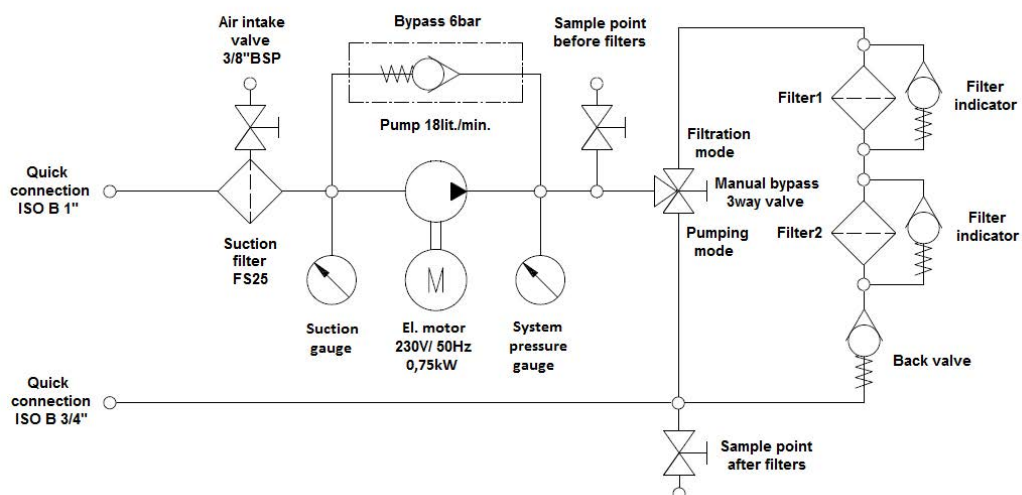 Air intake
valve
3/8"BSP
Bypass 6bar
Sample point
before filters
Filter1
Filter
indicator
Pump 18lit./min.
Filtration
mode
Quick
connection
ISO B 1"
Manual bypass
3way valve
Pumping
mode
Filter2
Filter
indicator
Suction
filter
FS25
M
Suction
gauge
El. motor
230V/ 50Hz
0,75kW
System
pressure
gauge
Back valve
Quick
connection
ISO B 3/4"
Sample point
after filters